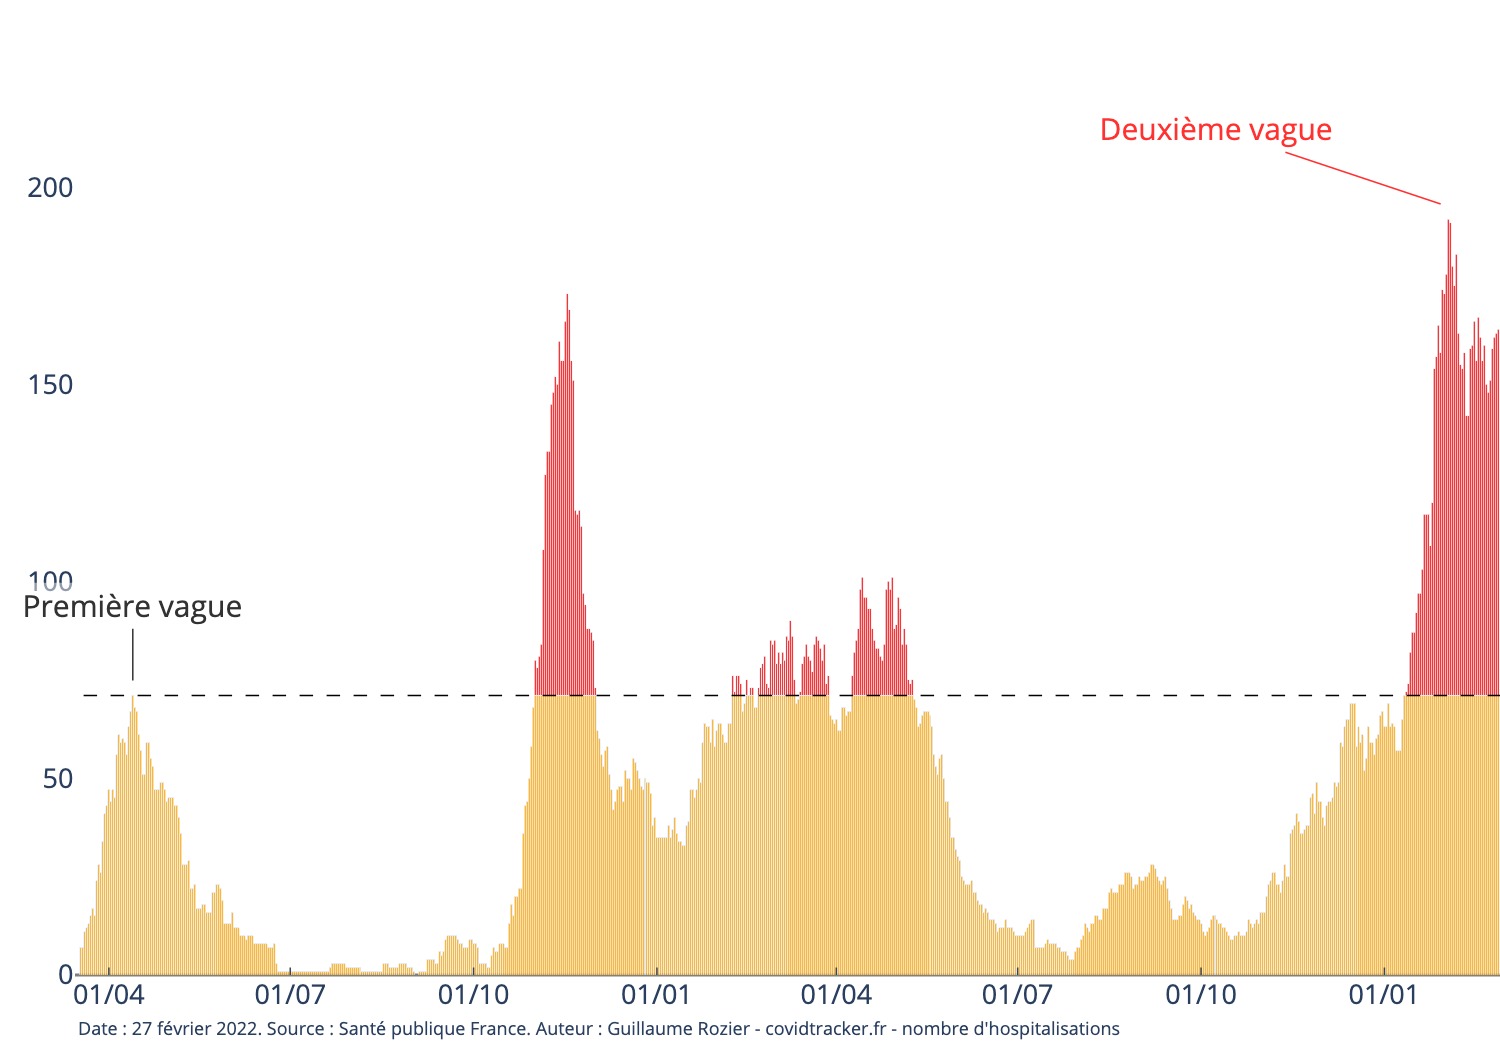 Deuxième vague
200
150
100
Première vague
50
0
01/04 01/07 01/10 01/01 01/04 01/07 01/10 01/01
Date : 27 février 2022. Source : Santé publique France. Auteur : Guillaume Rozier - covidtracker.fr - nombre d'hospitalisations